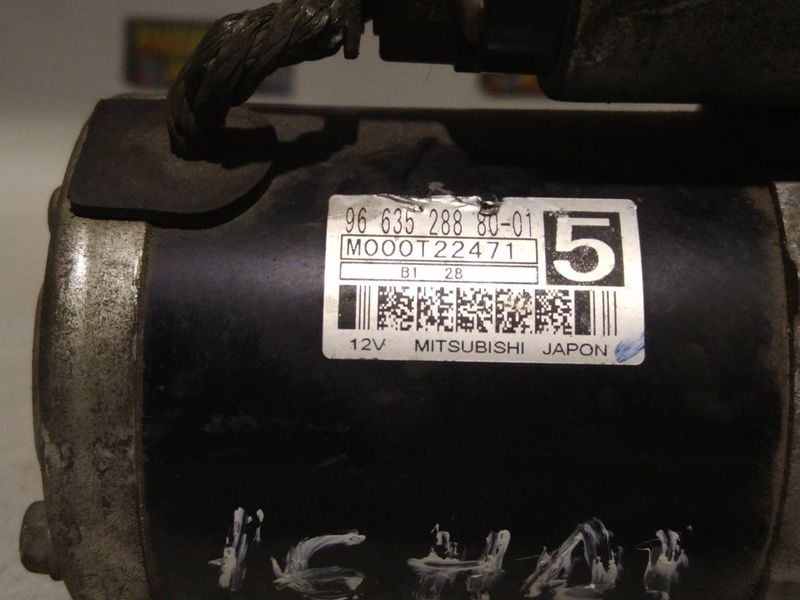 96 635 288 80-01
5
M000T22471
B1 28
12V MITSUBISHI JAPON